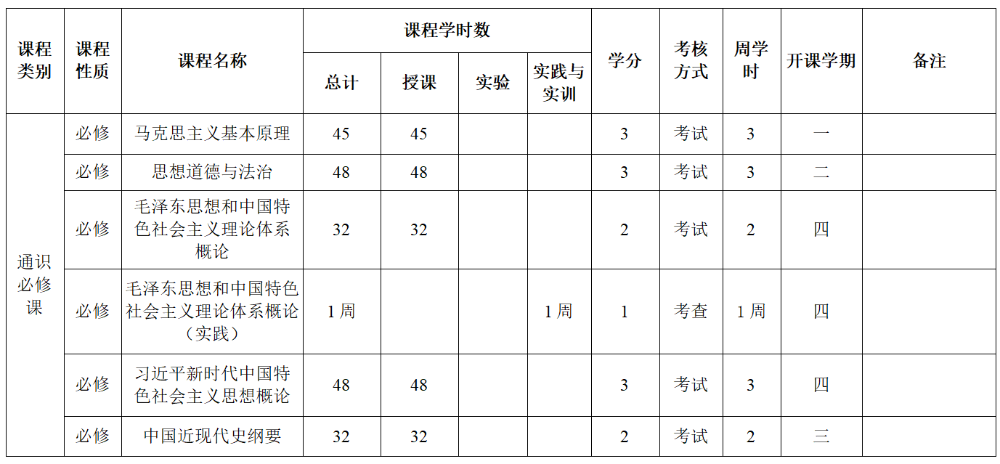 课程类别 课程性质 课程名称 课程学时数 学分 考核方式 周学时 开课学期 备注
总计 授课 实验 实践与实训
通识必修课
必修 马克思主义基本原理 45 45 3 考试 3 一
必修 思想道德与法治 48 48 3 考试 3 二
必修 毛泽东思想和中国特色社会主义理论体系概论 32 32 2 考试 2 四
必修 毛泽东思想和中国特色社会主义理论体系概论（实践） 1周 1周 1 考查 1周 四
必修 习近平新时代中国特色社会主义思想概论 48 48 3 考试 3 四
必修 中国近现代史纲要 32 32 2 考试 2 三